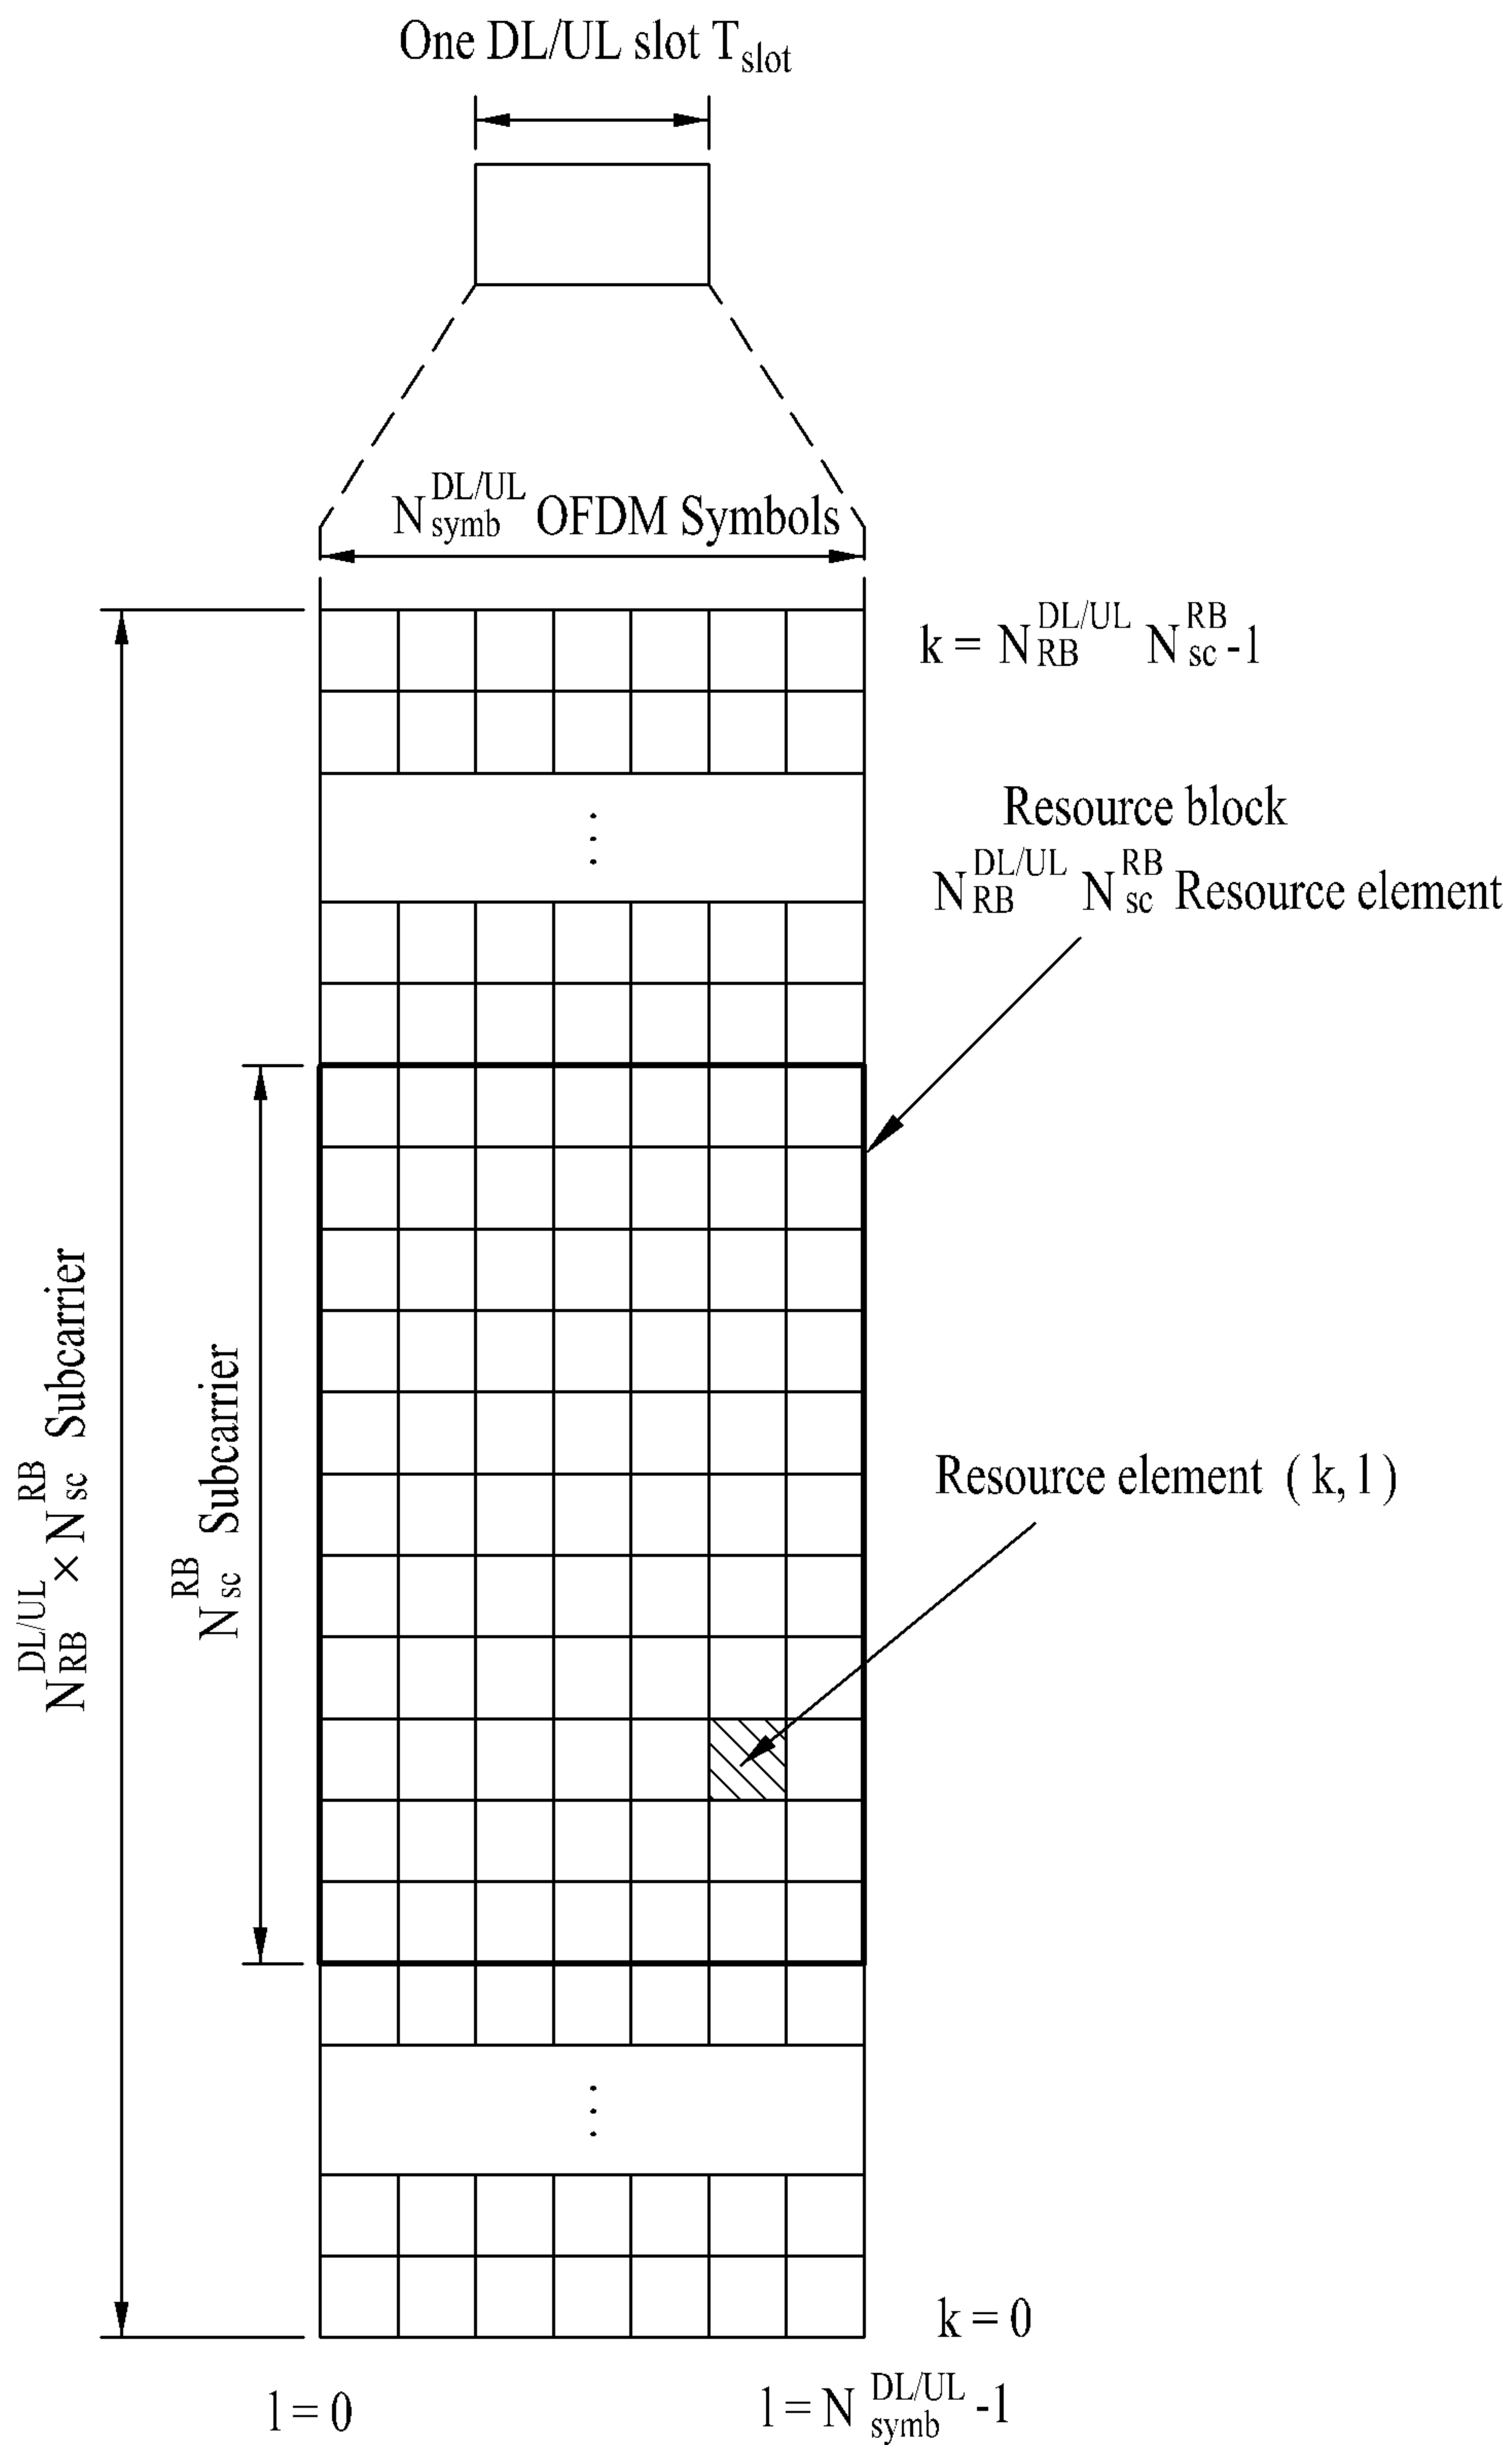 One DL/UL slot T_slot
N_symb^DL/UL OFDM Symbols
k = N_RB^DL/UL N_sc^RB -1
Resource block
N_RB^DL/UL N_sc^RB Resource element
N_RB^DL/UL × N_sc^RB Subcarrier
N_sc^RB Subcarrier
Resource element ( k, l )
k = 0
l = 0
l = N_symb^DL/UL -1